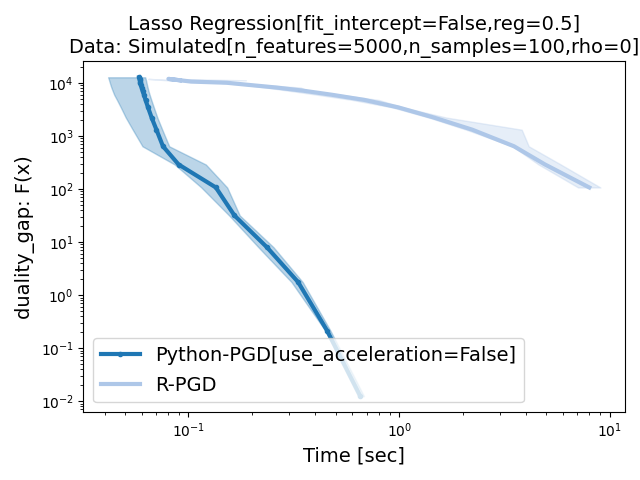 Lasso Regression[fit_intercept=False,reg=0.5]
Data: Simulated[n_features=5000,n_samples=100,rho=0]
duality_gap: F(x)
10⁴
10³
10²
10¹
10⁰
10⁻¹
10⁻²
Python-PGD[use_acceleration=False]
R-PGD
10⁻¹
10⁰
10¹
Time [sec]